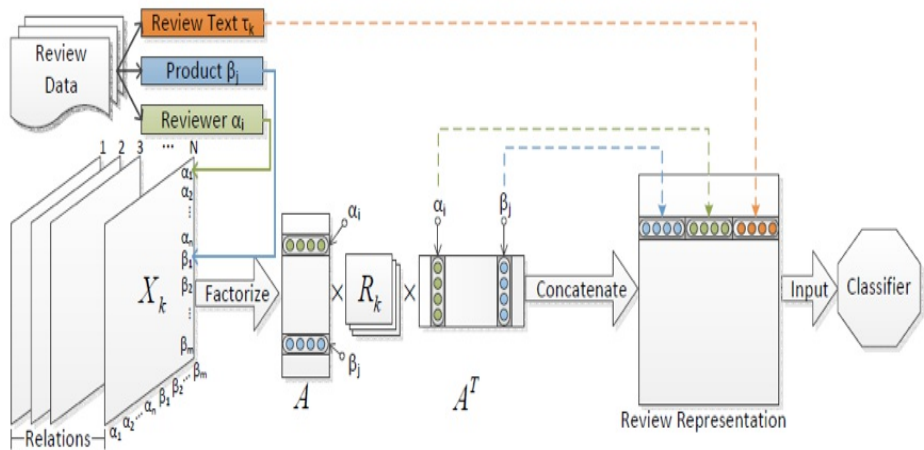 Review Text τk
Review
Data
Product βj
Reviewer αi
1 2 3 ... N
α1
α2
⋮
αn
β1
β2
⋮
βm
Xk
α1 α2 ... αn β1 β2 ... βm
Relations
Factorize
αi
βj
A
×
Rk
×
αi βj
A^T
Concatenate
Review Representation
Input
Classifier